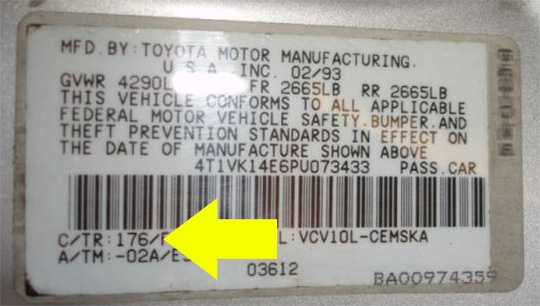 MFD.BY:TOYOTA MOTOR MANUFACTURING.
U.S.A. INC. 02/93
GVWR 4290L FR 2665LB RR 2665LB
THIS VEHICLE CONFORMS TO ALL APPLICABLE
FEDERAL MOTOR VEHICLE SAFETY.BUMPER.AND
THEFT PREVENTION STANDARDS IN EFFECT ON
THE DATE OF MANUFACTURE SHOWN ABOVE
4T1VK14E6PU073433 PASS.CAR
C/TR:176/ L:VCV10L-CEMSKA
A/TM:-02A/E
03612
BA00974359